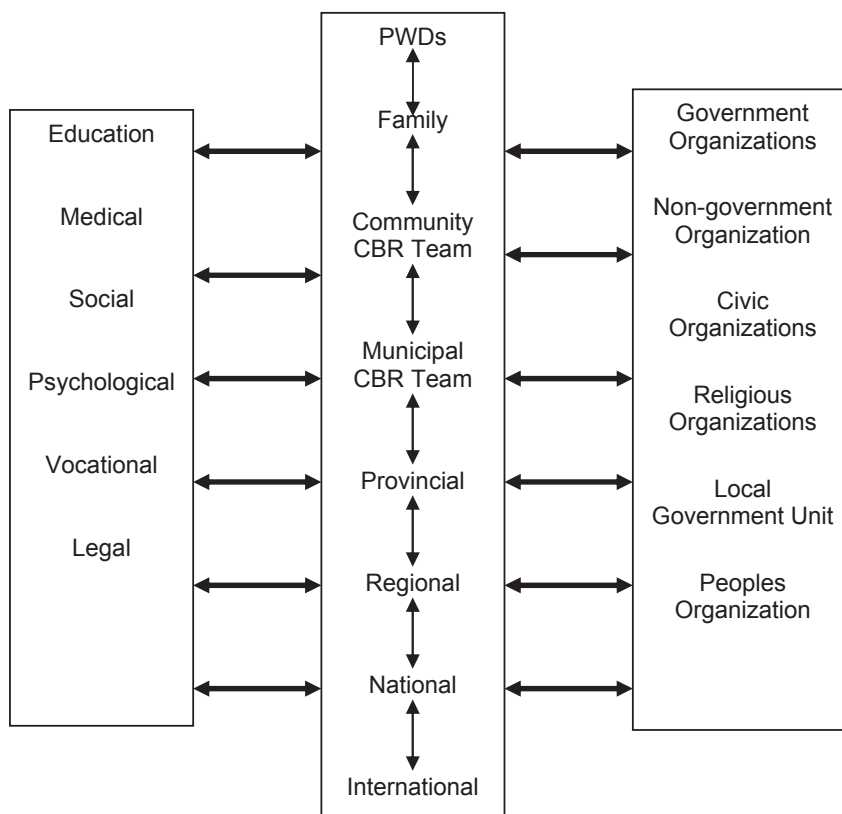 PWDs
Family
Community
CBR Team
Municipal
CBR Team
Provincial
Regional
National
International
Education
Medical
Social
Psychological
Vocational
Legal
Government
Organizations
Non-government
Organization
Civic
Organizations
Religious
Organizations
Local
Government Unit
Peoples
Organization